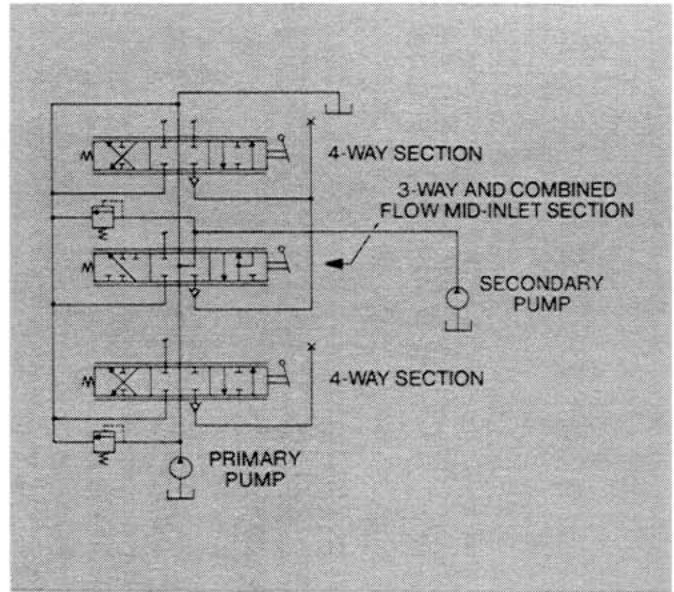 4-WAY SECTION
3-WAY AND COMBINED
FLOW MID-INLET SECTION
SECONDARY
PUMP
4-WAY SECTION
PRIMARY
PUMP